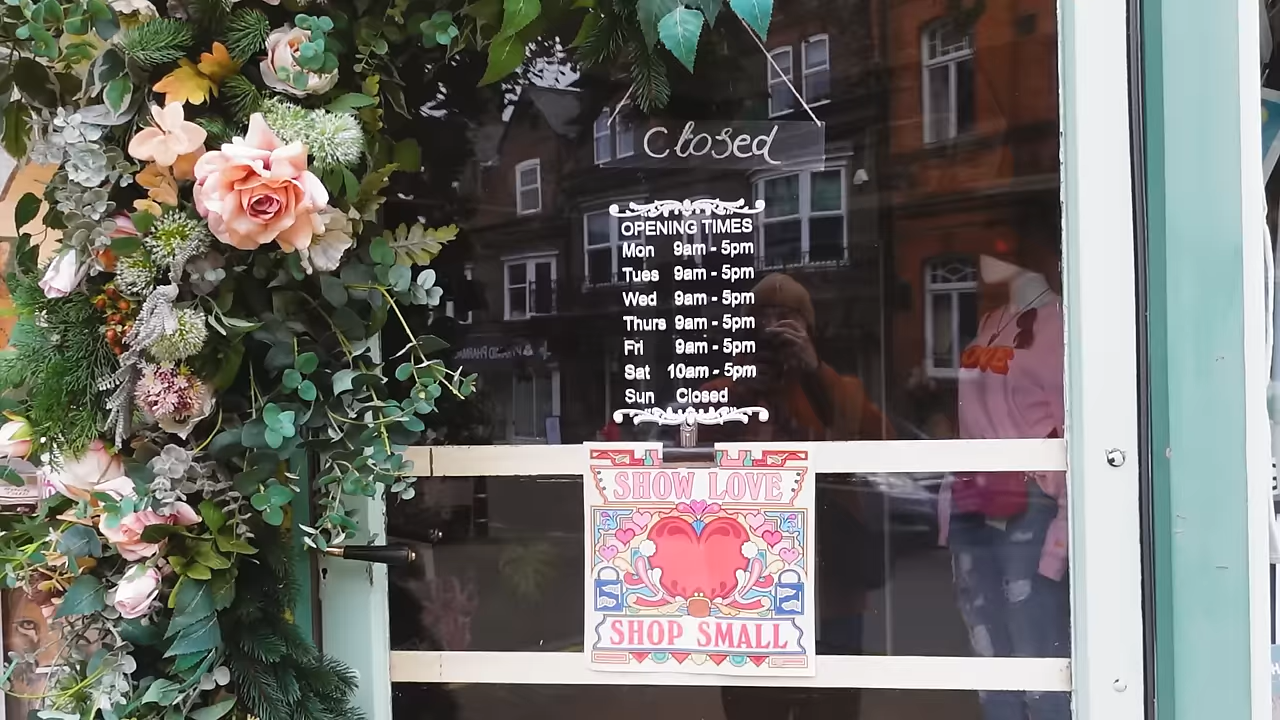 Closed
OPENING TIMES
Mon 9am - 5pm
Tues 9am - 5pm
Wed 9am - 5pm
Thurs 9am - 5pm
Fri 9am - 5pm
Sat 10am - 5pm
Sun Closed
SHOW LOVE
SHOP SMALL